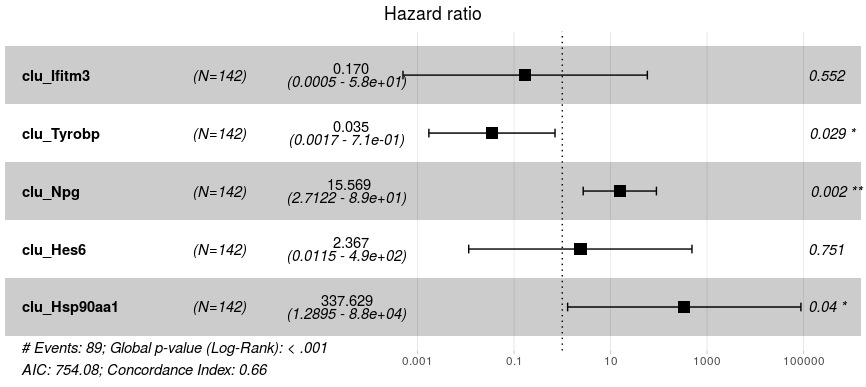 Hazard ratio
clu_Ifitm3 (N=142) 0.170 0.552
(0.0005 - 5.8e+01)
clu_Tyrobp (N=142) 0.035 0.029 *
(0.0017 - 7.1e-01)
clu_Npg (N=142) 15.569 0.002 **
(2.7122 - 8.9e+01)
clu_Hes6 (N=142) 2.367 0.751
(0.0115 - 4.9e+02)
clu_Hsp90aa1 (N=142) 337.629 0.04 *
(1.2895 - 8.8e+04)
# Events: 89; Global p-value (Log-Rank): < .001
AIC: 754.08; Concordance Index: 0.66
0.001 0.1 10 1000 100000